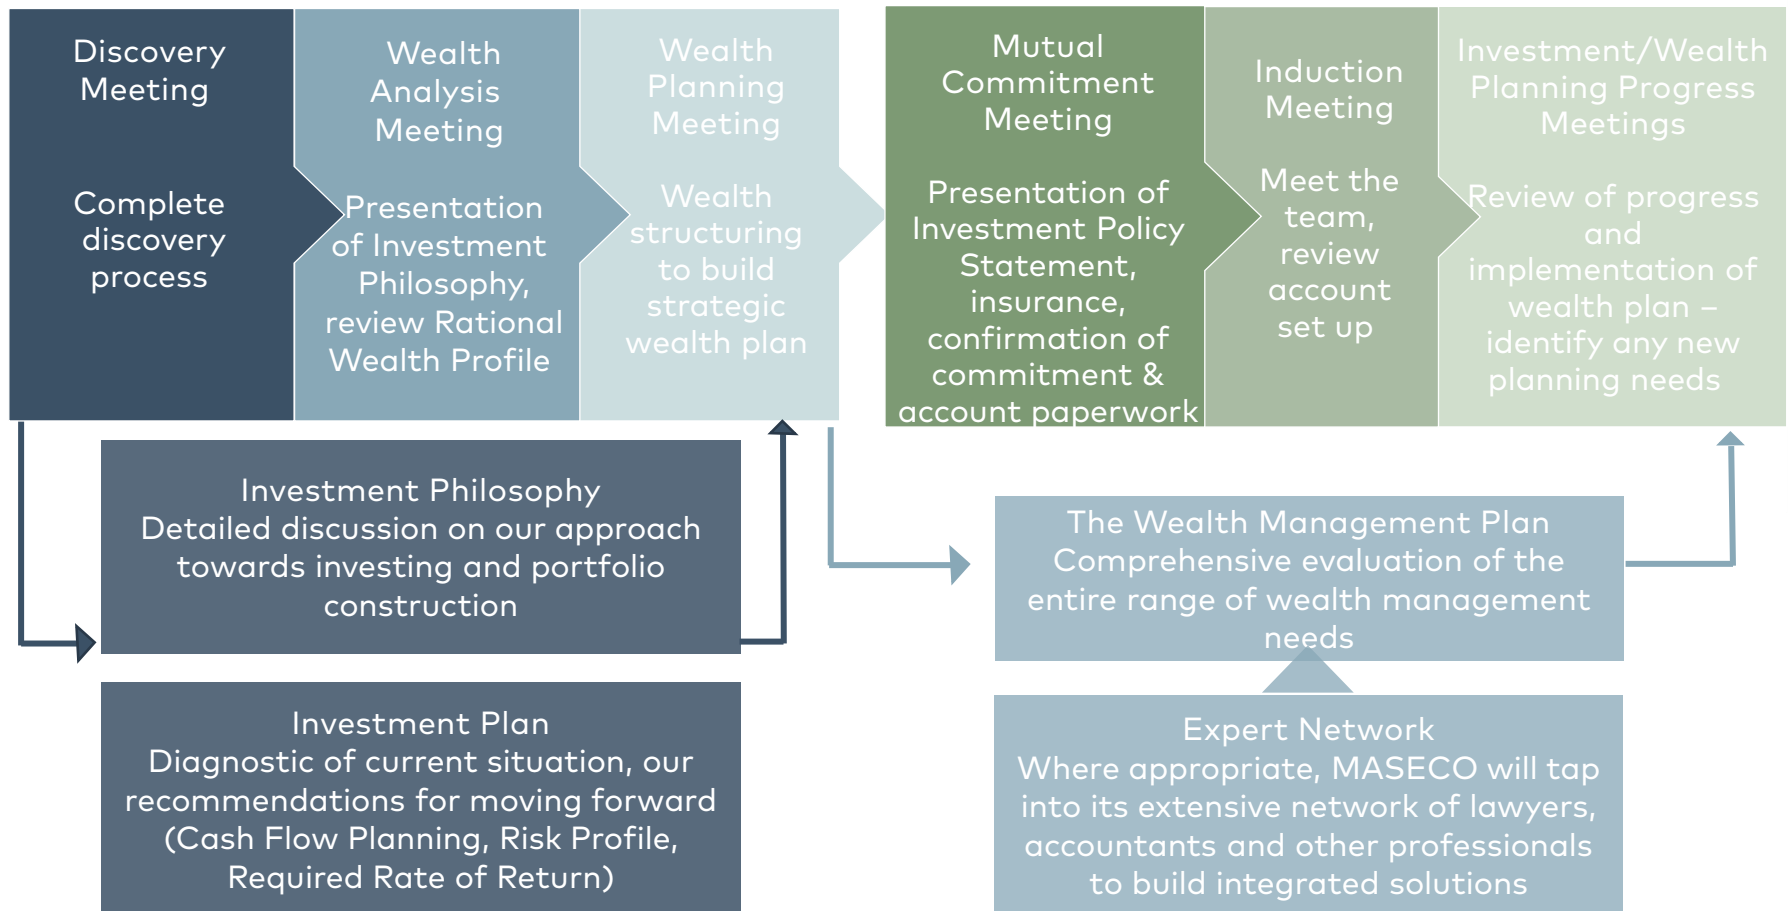 Discovery
Meeting
Complete
discovery
process
Wealth
Analysis
Meeting
Presentation
of Investment
Philosophy,
review Rational
Wealth Profile
Wealth
Planning
Meeting
Wealth
structuring
to build
strategic
wealth plan
Mutual
Commitment
Meeting
Presentation of
Investment Policy
Statement,
insurance,
confirmation of
commitment &
account paperwork
Induction
Meeting
Meet the
team,
review
account
set up
Investment/Wealth
Planning Progress
Meetings
Review of progress
and
implementation of
wealth plan –
identify any new
planning needs
Investment Philosophy
Detailed discussion on our approach
towards investing and portfolio
construction
Investment Plan
Diagnostic of current situation, our
recommendations for moving forward
(Cash Flow Planning, Risk Profile,
Required Rate of Return)
The Wealth Management Plan
Comprehensive evaluation of the
entire range of wealth management
needs
Expert Network
Where appropriate, MASECO will tap
into its extensive network of lawyers,
accountants and other professionals
to build integrated solutions